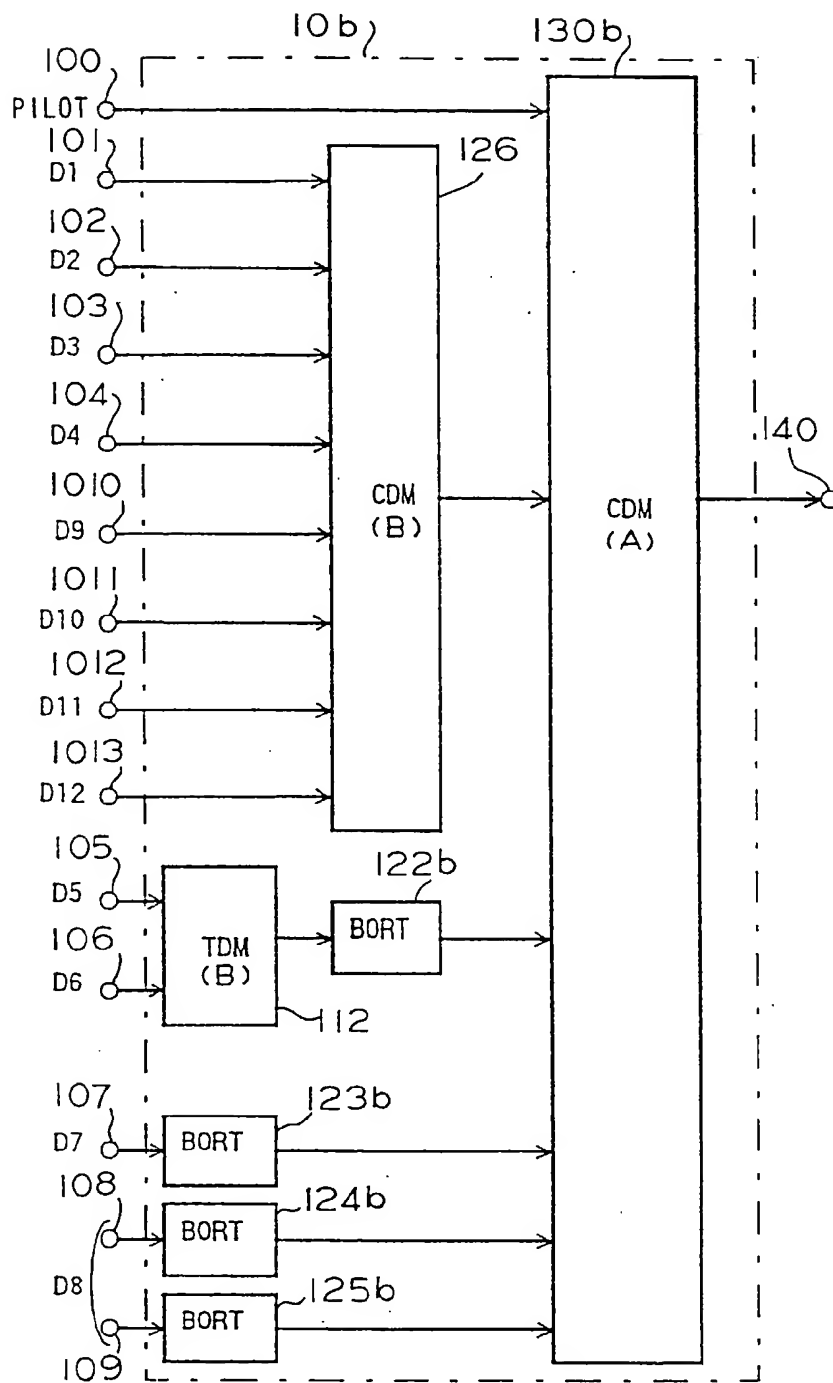 10b
130b
100
PILOT
101
D1
126
102
D2
103
D3
104
D4
140
1010
D9
CDM
(B)
CDM
(A)
1011
D10
1012
D11
1013
D12
105
D5
122b
BORT
106
D6
TDM
(B)
112
107
D7
BORT
123b
108
BORT
124b
D8
BORT
125b
109